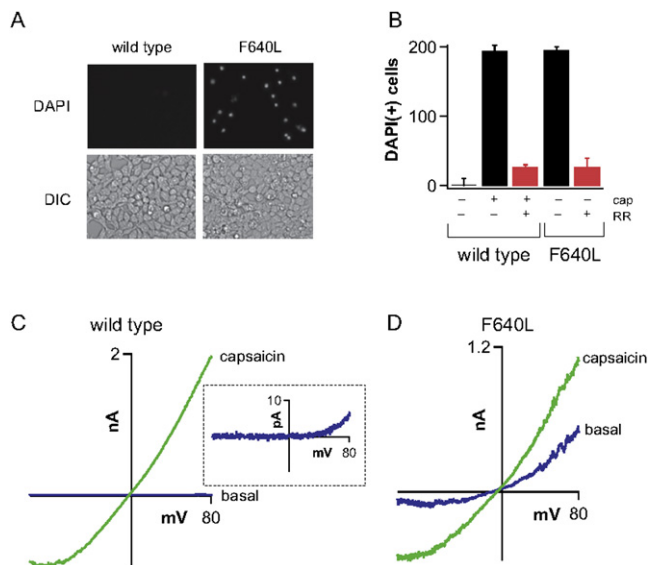 A
wild type
F640L
DAPI
DIC
B
DAPI(+) cells
200
100
0
– + + – – cap
– – + – + RR
wild type
F640L
C
wild type
2
nA
capsaicin
10
pA
mV 80
basal
mV 80
D
F640L
1.2
nA
capsaicin
basal
mV 80